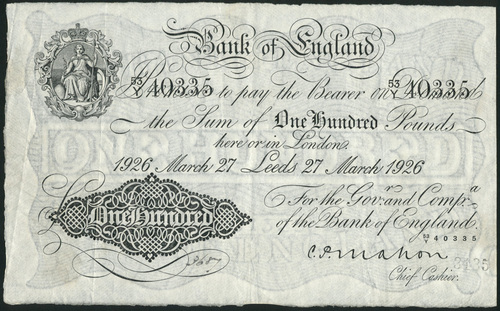 Bank of England
53/V 40335 53/V 40335
I Promise to pay the Bearer on Demand
the Sum of One Hundred Pounds
here or in London.
1926 March 27 Leeds 27 March 1926
For the Govr. and Compa.
of the Bank of England.
53/V 40335
£ One Hundred
C.P. Mahon
Chief Cashier.